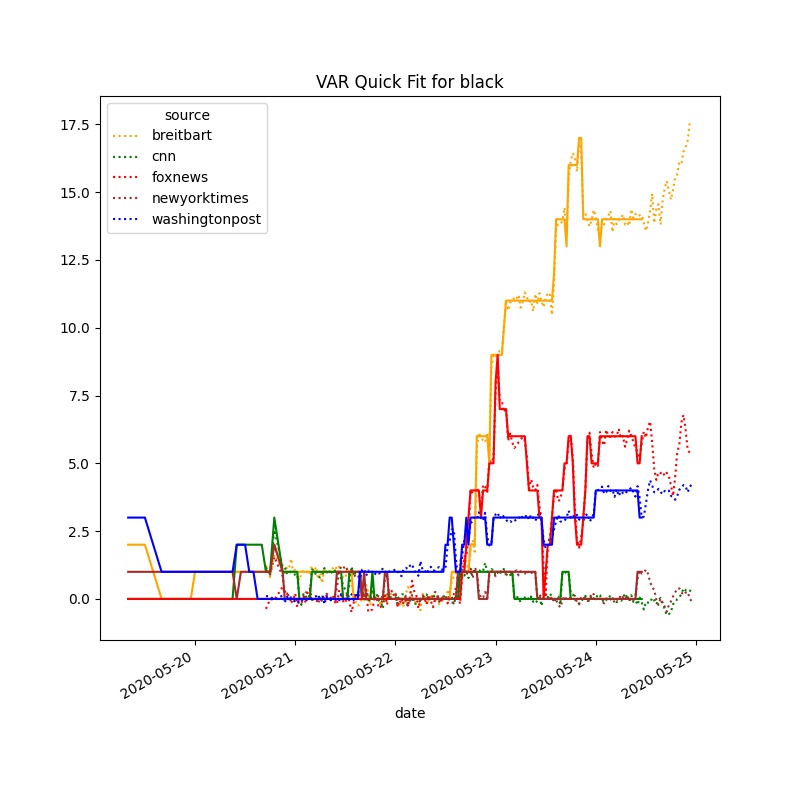 VAR Quick Fit for black
source
breitbart
cnn
foxnews
newyorktimes
washingtonpost
17.5
15.0
12.5
10.0
7.5
5.0
2.5
0.0
2020-05-20
2020-05-21
2020-05-22
2020-05-23
2020-05-24
2020-05-25
date